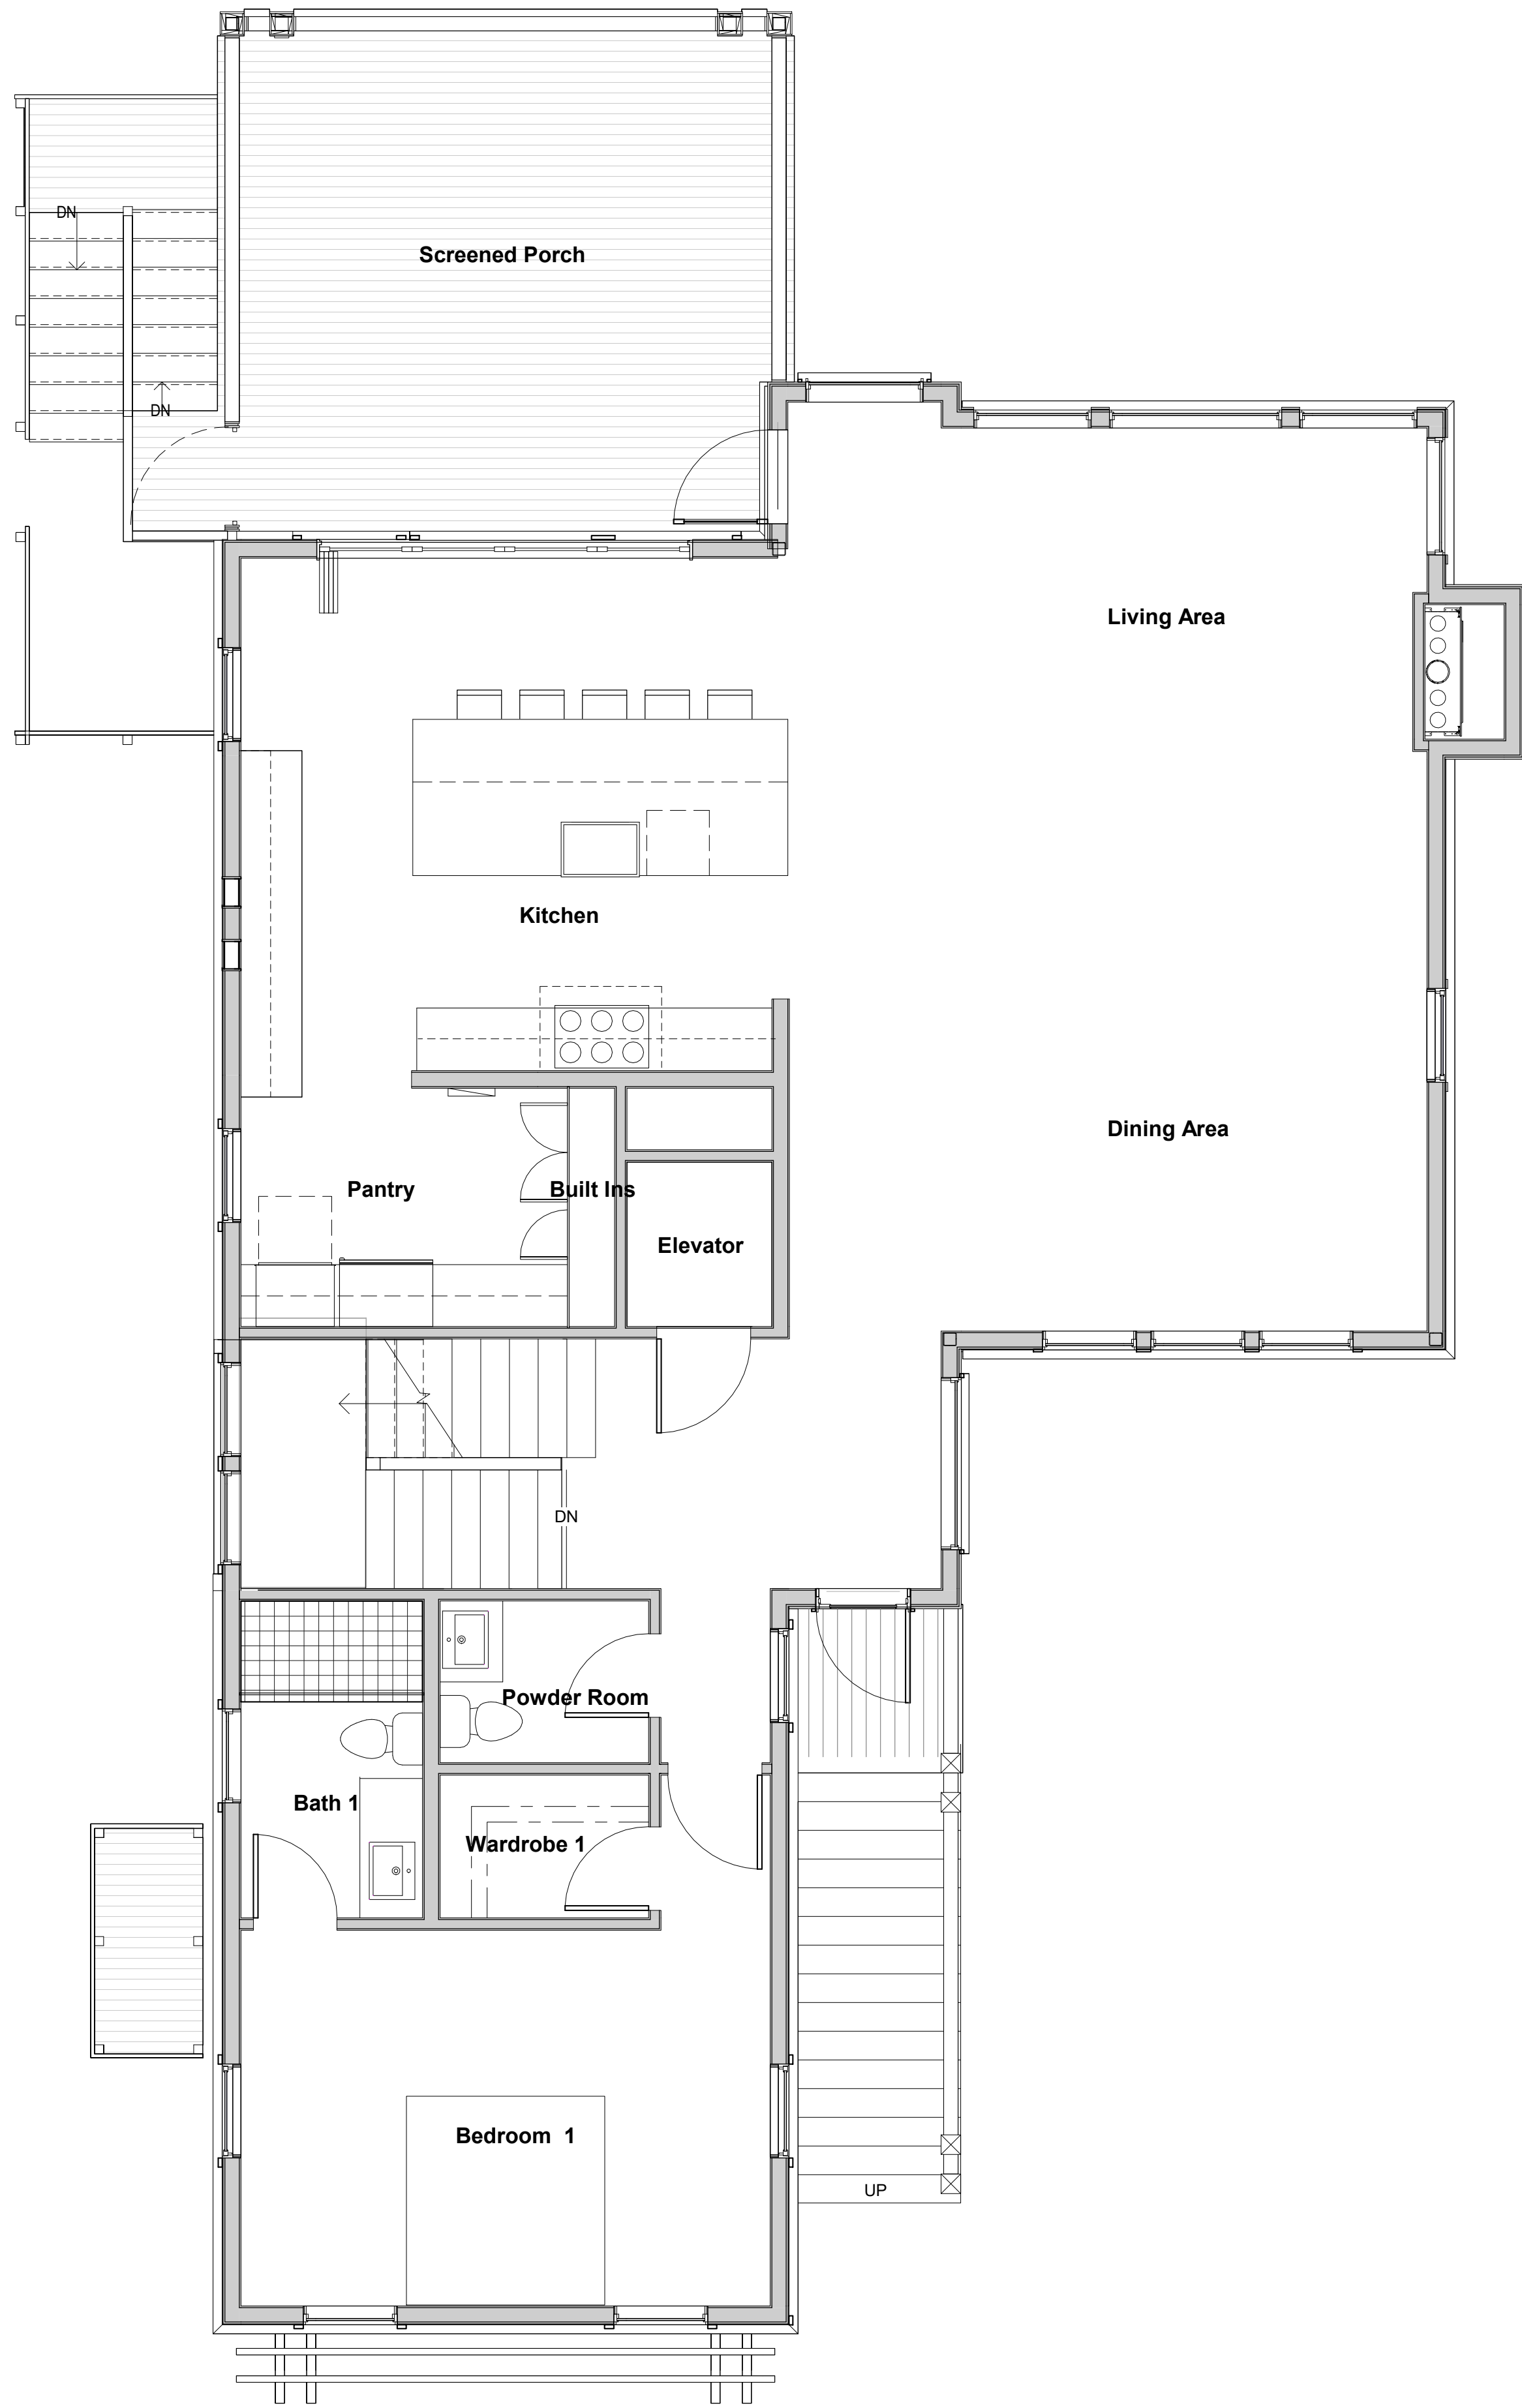 DN
Screened Porch
DN
Living Area
Kitchen
Dining Area
Pantry
Built Ins
Elevator
DN
Powder Room
Bath 1
Wardrobe 1
Bedroom 1
UP